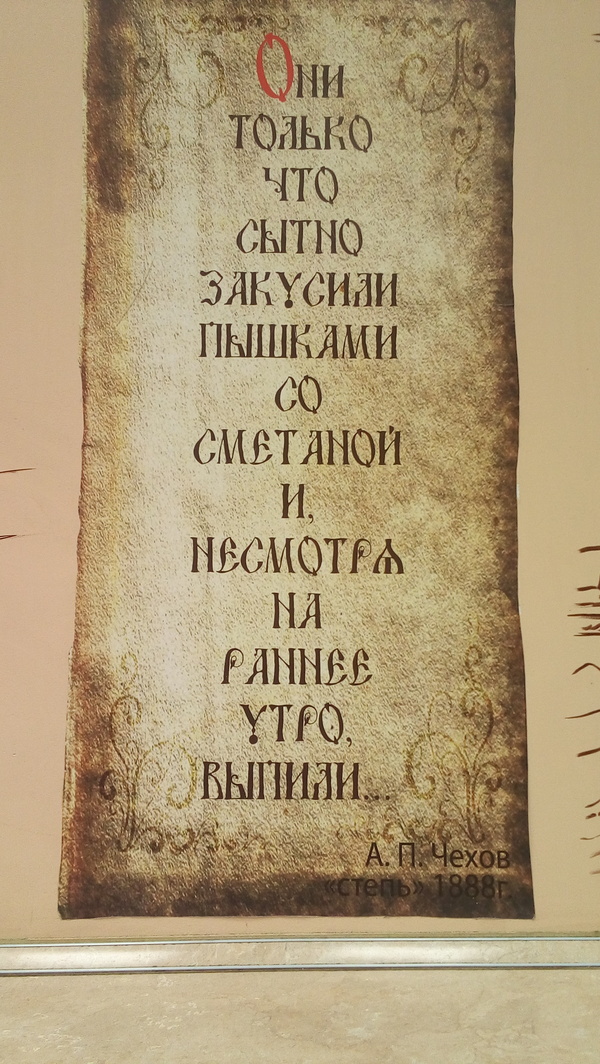 Они
только
что
сытно
закусили
пышками
со
сметаной
и,
несмотря
на
раннее
утро,
выпили...
А. П. Чехов
«степь» 1888г.